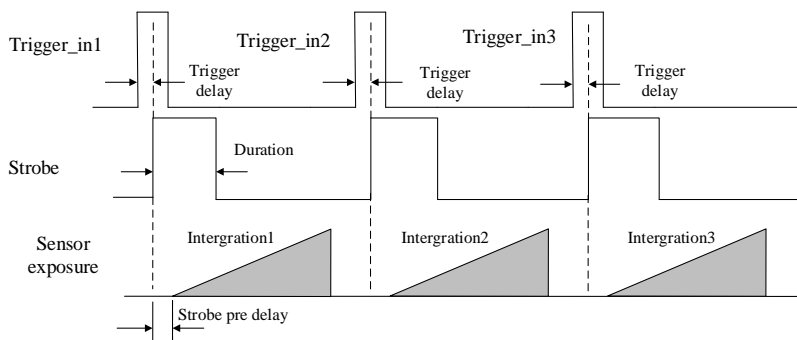 Trigger_in1
Trigger_in2
Trigger_in3
Trigger
delay
Trigger
delay
Trigger
delay
Strobe
Duration
Sensor
exposure
Intergration1
Intergration2
Intergration3
Strobe pre delay